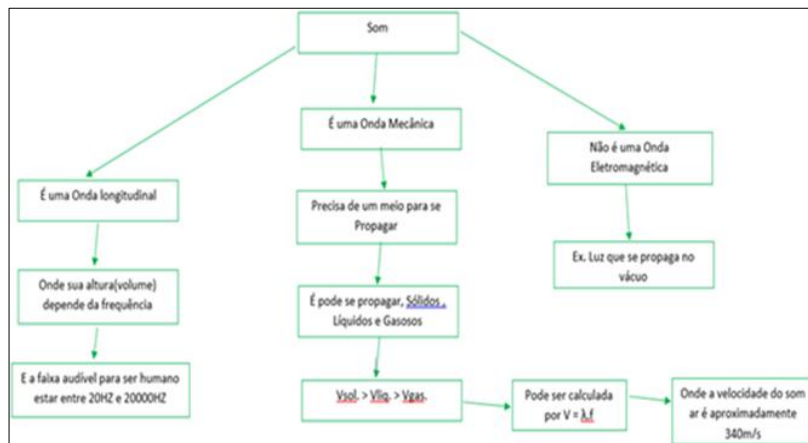 Som
É uma Onda Mecânica
Não é uma Onda
Eletromagnética
É uma Onda longitudinal
Precisa de um meio para se
Propagar
Ex. Luz que se propaga no
vácuo
Onde sua altura(volume)
depende da frequência
É pode se propagar, Sólidos ,
Líquidos e Gasosos
E a faixa audível para ser humano
estar entre 20HZ e 20000HZ
Vsol. > Vliq. > Vgas.
Pode ser calculada
por V = λ.f
Onde a velocidade do som
ar é aproximadamente
340m/s